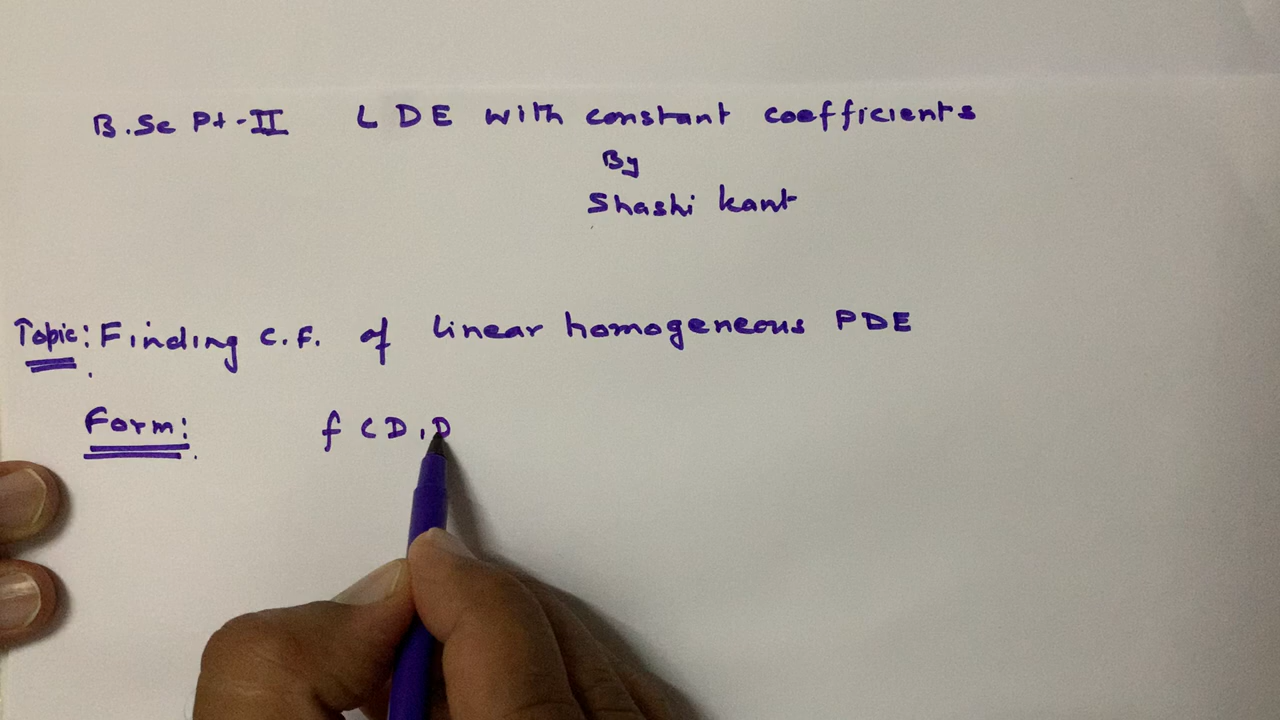 B.Sc Pt-II LDE with constant coefficients
By
Shashi kant
Topic: Finding C.F. of linear homogeneous PDE
Form: f (D,D